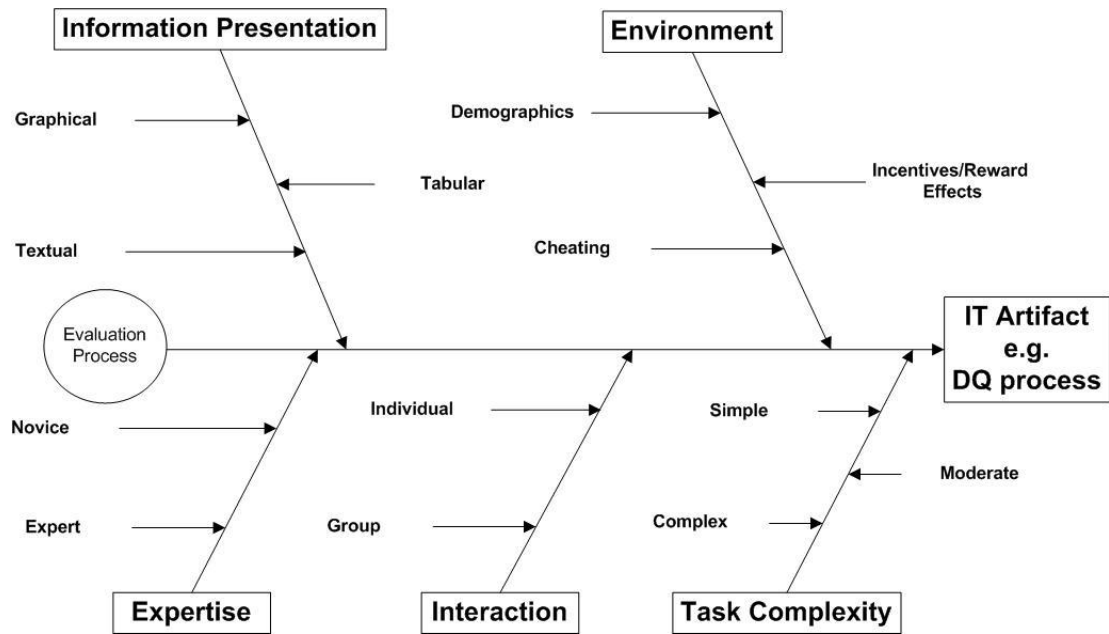 Information Presentation
Environment
Graphical
Demographics
Tabular
Incentives/Reward
Effects
Textual
Cheating
Evaluation
Process
IT Artifact
e.g.
DQ process
Novice
Individual
Simple
Moderate
Expert
Group
Complex
Expertise
Interaction
Task Complexity